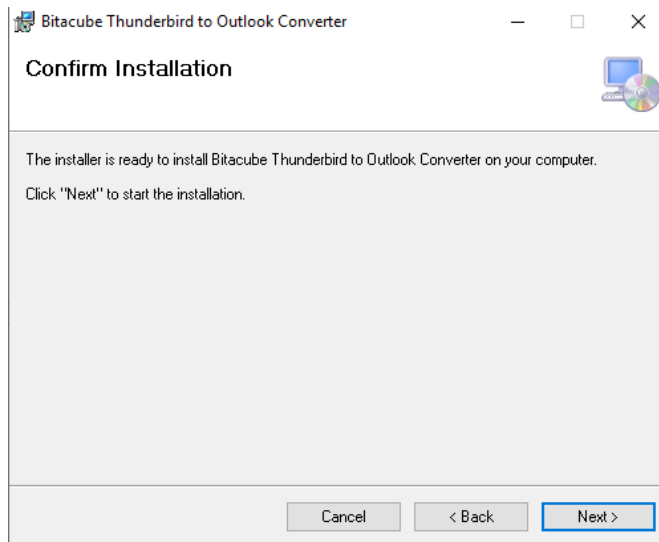 Bitacube Thunderbird to Outlook Converter
Confirm Installation
The installer is ready to install Bitacube Thunderbird to Outlook Converter on your computer.
Click "Next" to start the installation.
Cancel
< Back
Next >